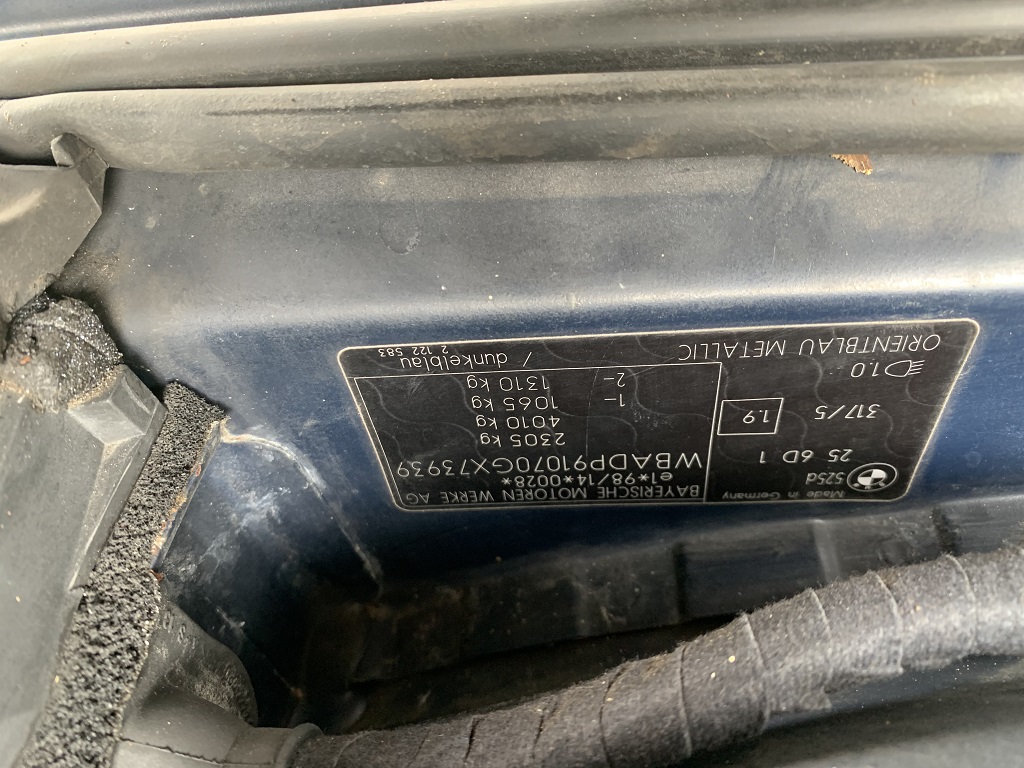 BAYERISCHE MOTOREN WERKE AG
e1*98/14*0028*
WBADP91070GX73939
2305 kg
4010 kg
1- 1065 kg
2- 1310 kg
Made in Germany
525d
25 6D 1
317/5 1.9
1.0
ORIENTBLAU METALLIC / dunkelblau
2 122 583